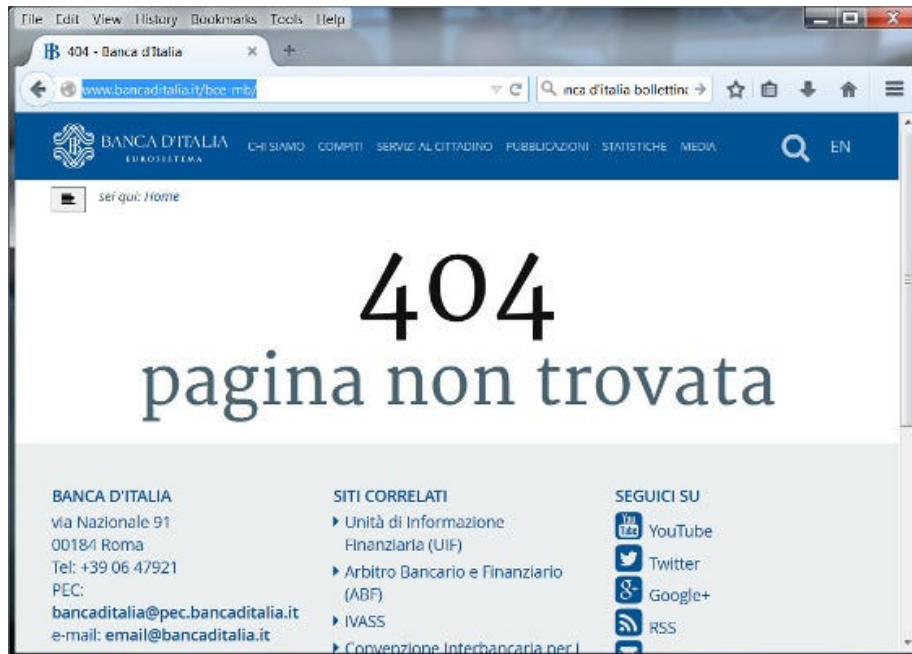 File Edit View History Bookmarks Tools Help
404 - Banca d'Italia
www.bancaditalia.it/bce-mb/
nca d'italia bollettino
BANCA D'ITALIA
EUROSISTEMA
CHI SIAMO COMPITI SERVIZI AL CITTADINO PUBBLICAZIONI STATISTICHE MEDIA EN
sei qui: Home
404
pagina non trovata
BANCA D'ITALIA
via Nazionale 91
00184 Roma
Tel: +39 06 47921
PEC:
bancaditalia@pec.bancaditalia.it
e-mail: email@bancaditalia.it
SITI CORRELATI
Unità di Informazione
Finanziaria (UIF)
Arbitro Bancario e Finanziario
(ABF)
IVASS
Convenzione Interbancaria per i
SEGUICI SU
You
Tube
YouTube
Twitter
g+
Google+
RSS